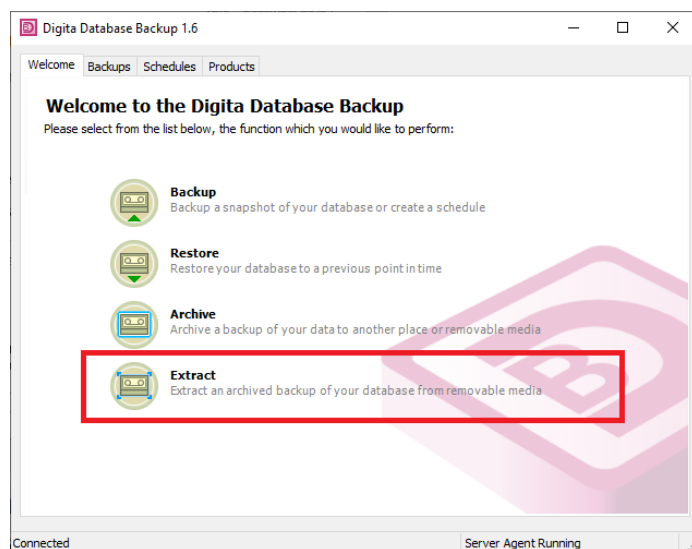 Digita Database Backup 1.6
Welcome Backups Schedules Products
Welcome to the Digita Database Backup
Please select from the list below, the function which you would like to perform:
Backup
Backup a snapshot of your database or create a schedule
Restore
Restore your database to a previous point in time
Archive
Archive a backup of your data to another place or removable media
Extract
Extract an archived backup of your database from removable media
Connected Server Agent Running